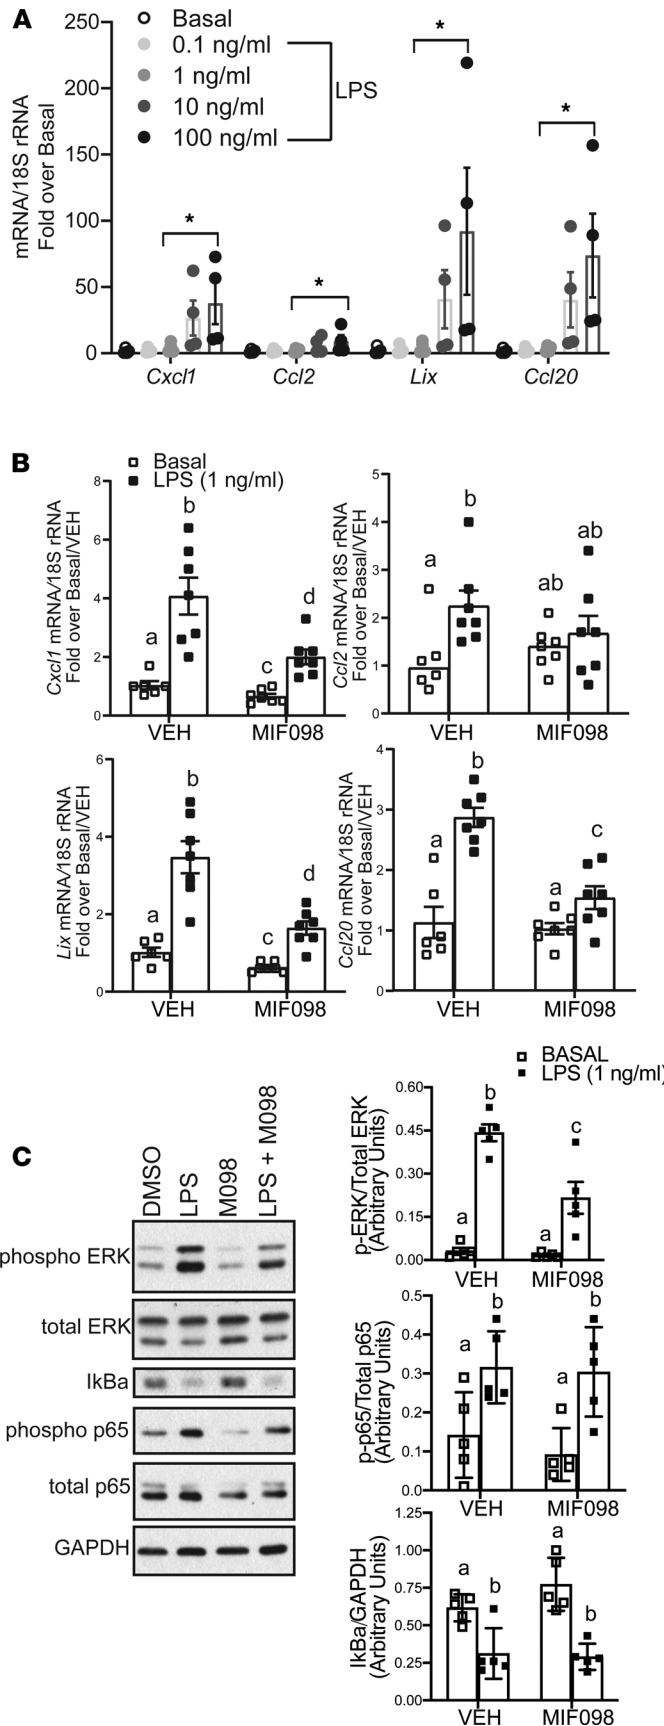 A
mRNA/18S rRNA
Fold over Basal
250
200
150
100
50
0
Basal
0.1 ng/ml
1 ng/ml
10 ng/ml
100 ng/ml
LPS
*
*
*
*
Cxcl1
Ccl2
Lix
Ccl20
B
Basal
LPS (1 ng/ml)
Cxcl1 mRNA/18S rRNA
Fold over Basal/VEH
8
6
4
2
0
a
b
c
d
VEH
MIF098
Ccl2 mRNA/18S rRNA
Fold over Basal/VEH
5
4
3
2
1
0
a
b
ab
ab
VEH
MIF098
Lix mRNA/18S rRNA
Fold over Basal/VEH
6
4
2
0
a
b
c
d
VEH
MIF098
Ccl20 mRNA/18S rRNA
Fold over Basal/VEH
4
3
2
1
0
a
b
a
c
VEH
MIF098
C
DMSO
LPS
M098
LPS + M098
phospho ERK
total ERK
IkBa
phospho p65
total p65
GAPDH
BASAL
LPS (1 ng/ml)
p-ERK/Total ERK
(Arbitrary Units)
0.60
0.45
0.30
0.15
0.00
a
b
a
c
VEH
MIF098
p-p65/Total p65
(Arbitrary Units)
0.5
0.4
0.3
0.2
0.1
0.0
a
b
a
b
VEH
MIF098
IkBa/GAPDH
(Arbitrary Units)
1.25
1.00
0.75
0.50
0.25
0.00
a
b
a
b
VEH
MIF098